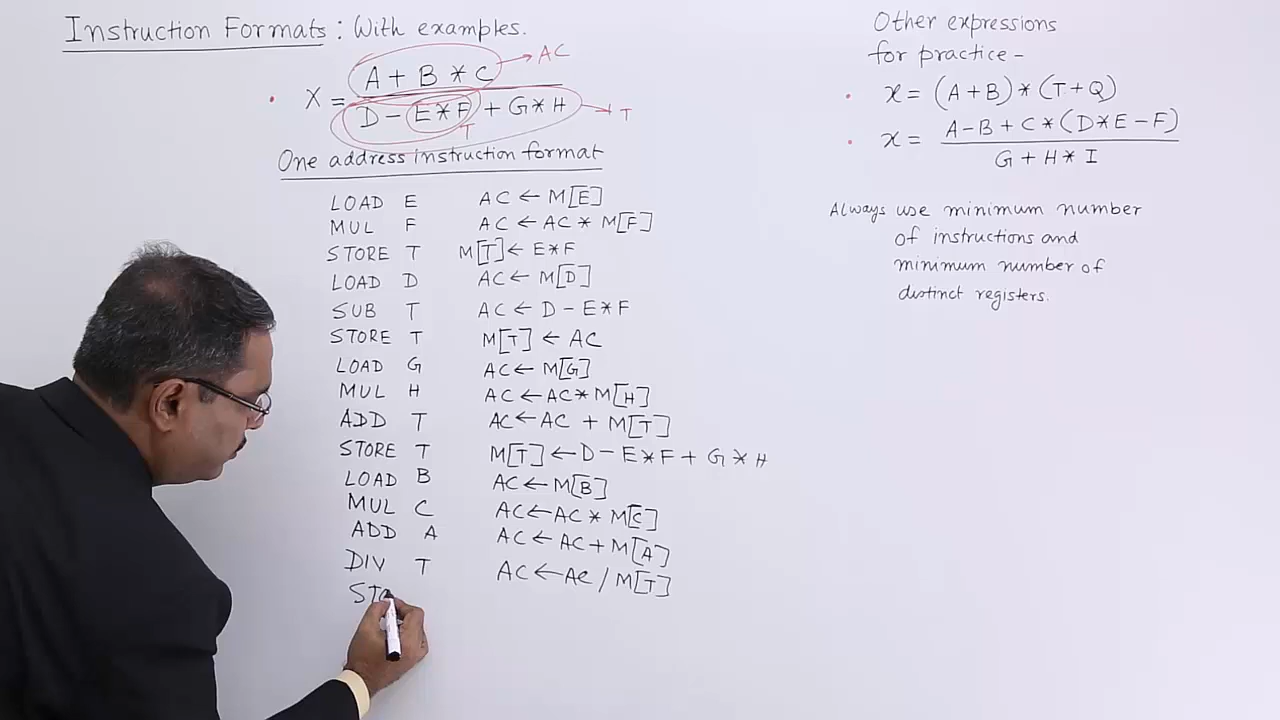 Instruction Formats : With examples.
X = A + B * C / D - E * F + G * H
→ AC
T
→ T
One address instruction format
LOAD E AC ← M[E]
MUL F AC ← AC * M[F]
STORE T M[T] ← E*F
LOAD D AC ← M[D]
SUB T AC ← D - E*F
STORE T M[T] ← AC
LOAD G AC ← M[G]
MUL H AC ← AC * M[H]
ADD T AC ← AC + M[T]
STORE T M[T] ← D - E*F + G*H
LOAD B AC ← M[B]
MUL C AC ← AC * M[C]
ADD A AC ← AC + M[A]
DIV T AC ← AC / M[T]
STO
Other expressions
for practice -
• x = (A+B) * (T+Q)
• x = A-B+C*(D*E-F) / G+H*I
Always use minimum number
of instructions and
minimum number of
distinct registers.